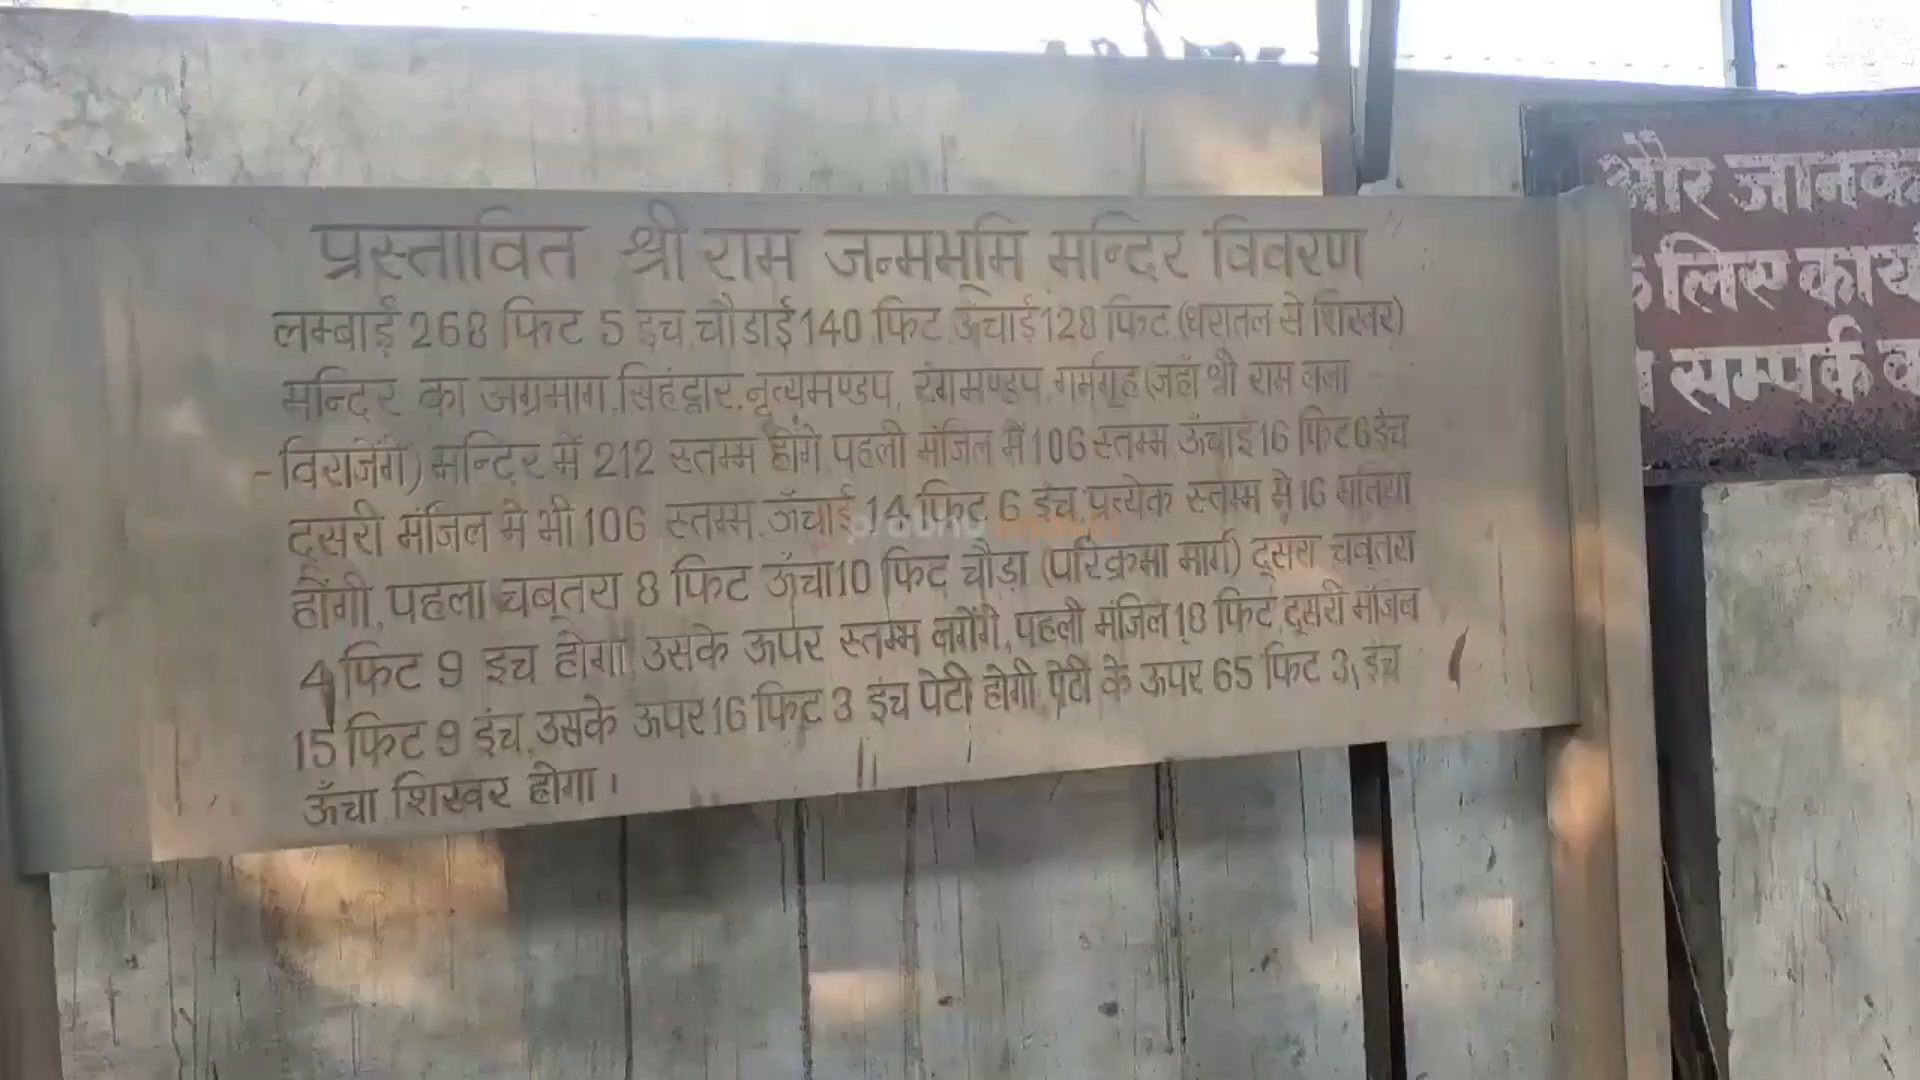 प्रस्तावित श्री राम जन्मभूमि मन्दिर विवरण
लम्बाई 268 फिट 5 इंच, चौडाई 140 फिट, ऊंचाई 128 फिट (धरातल से शिखर)
मन्दिर का अग्रभाग, सिहंद्वार, नृत्यमण्डप, रंगमण्डप, गर्भगृह (जहाँ श्री राम लला
- विराजेंगे) मन्दिर में 212 स्तम्भ होंगे, पहली मंजिल में 106 स्तम्भ, ऊंचाई 16 फिट 6 इंच
दूसरी मंजिल मे भी 106 स्तम्भ, ऊँचाई 14 फिट 6 इंच, प्रत्येक स्तम्भ मे 16 मूर्तिया
होंगी, पहला चबूतरा 8 फिट ऊँचा 10 फिट चौड़ा (परिक्रमा मार्ग) दूसरा चबूतरा
4 फिट 9 इंच होगा, उसके ऊपर स्तम्भ लगेंगे, पहली मंजिल 18 फिट, दूसरी मंजिल
15 फिट 9 इंच, उसके ऊपर 16 फिट 3 इंच पेटी होगी, पेटी के ऊपर 65 फिट 3 इंच
ऊँचा शिखर होगा।
और जानक
के लिए कार्य
सम्पर्क क
prabhu